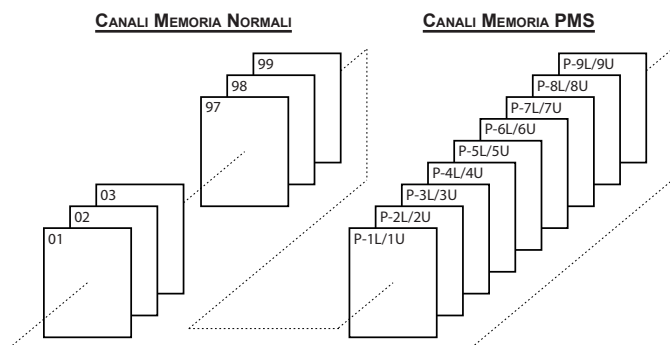 Canali Memoria Normali
Canali Memoria PMS
99
98
97
03
02
01
P-9L/9U
P-8L/8U
P-7L/7U
P-6L/6U
P-5L/5U
P-4L/4U
P-3L/3U
P-2L/2U
P-1L/1U